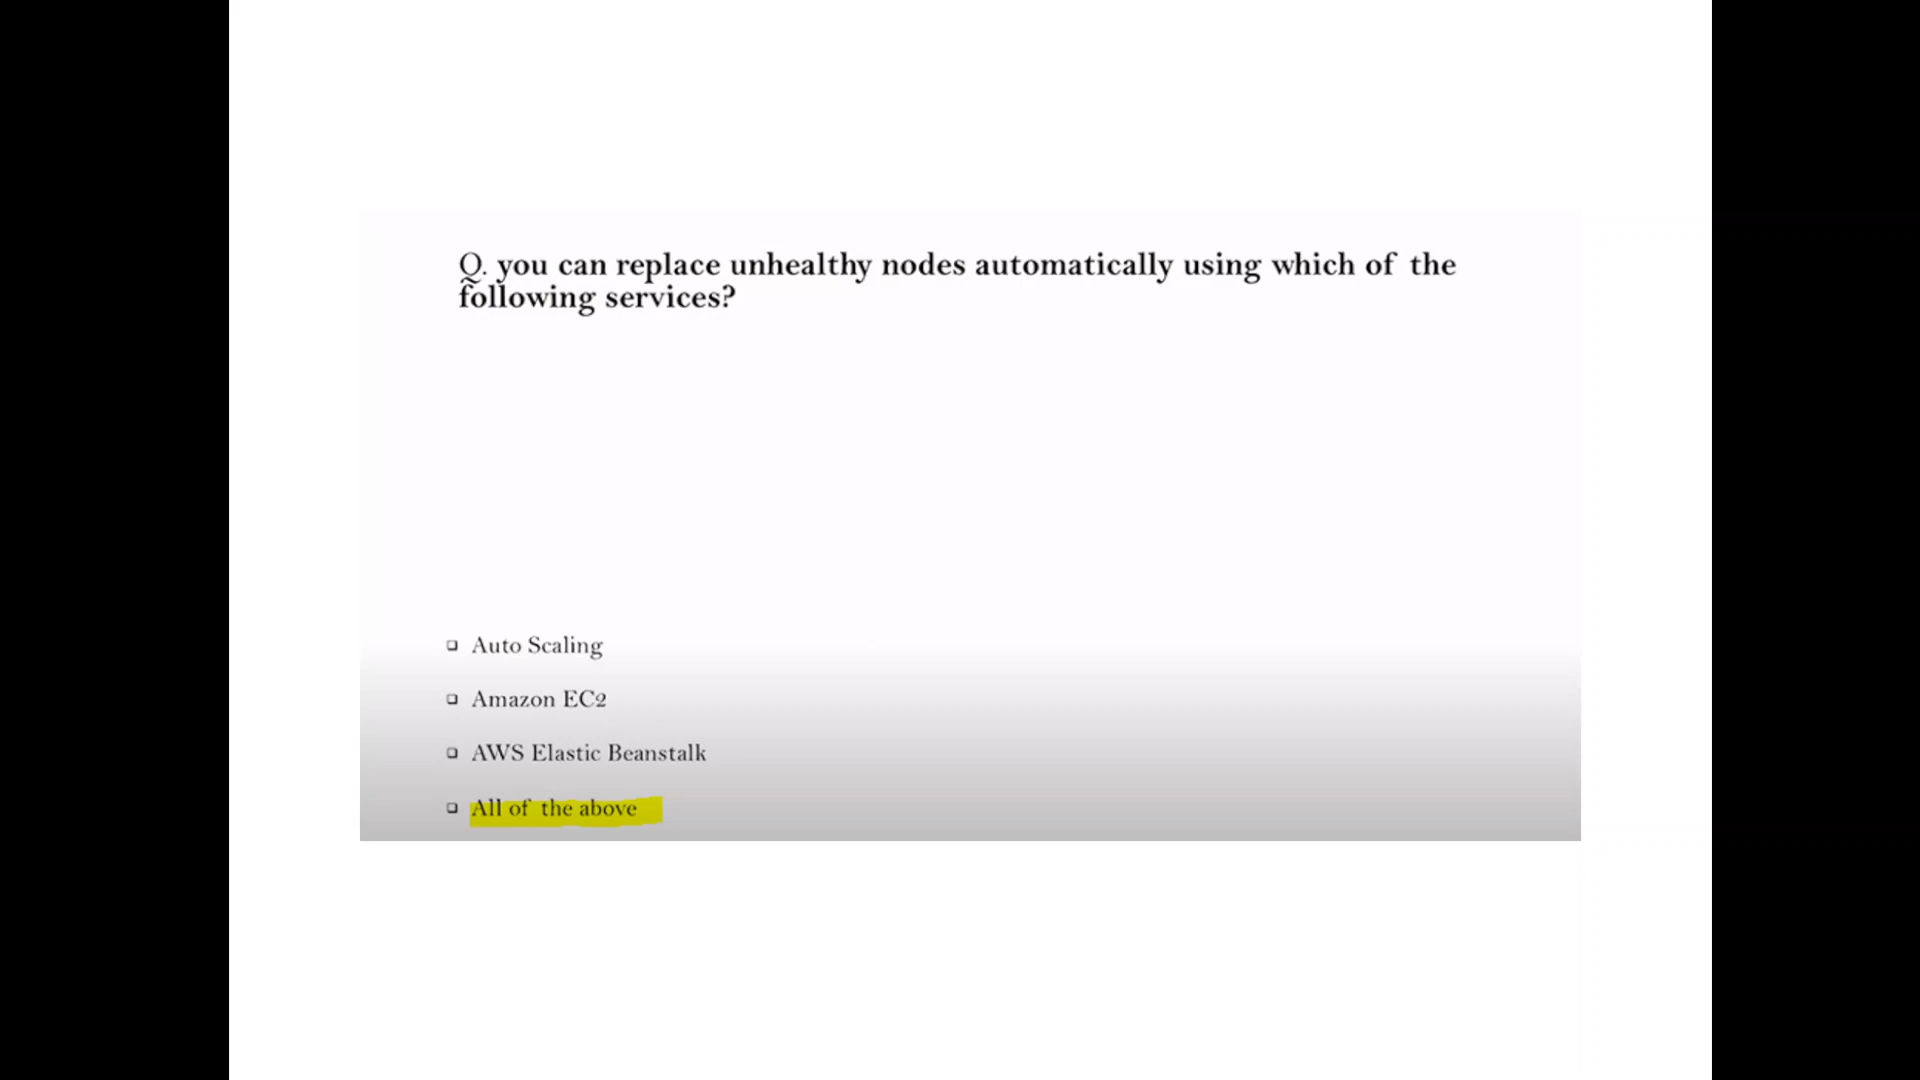 Q. you can replace unhealthy nodes automatically using which of the
following services?
Auto Scaling
Amazon EC2
AWS Elastic Beanstalk
All of the above